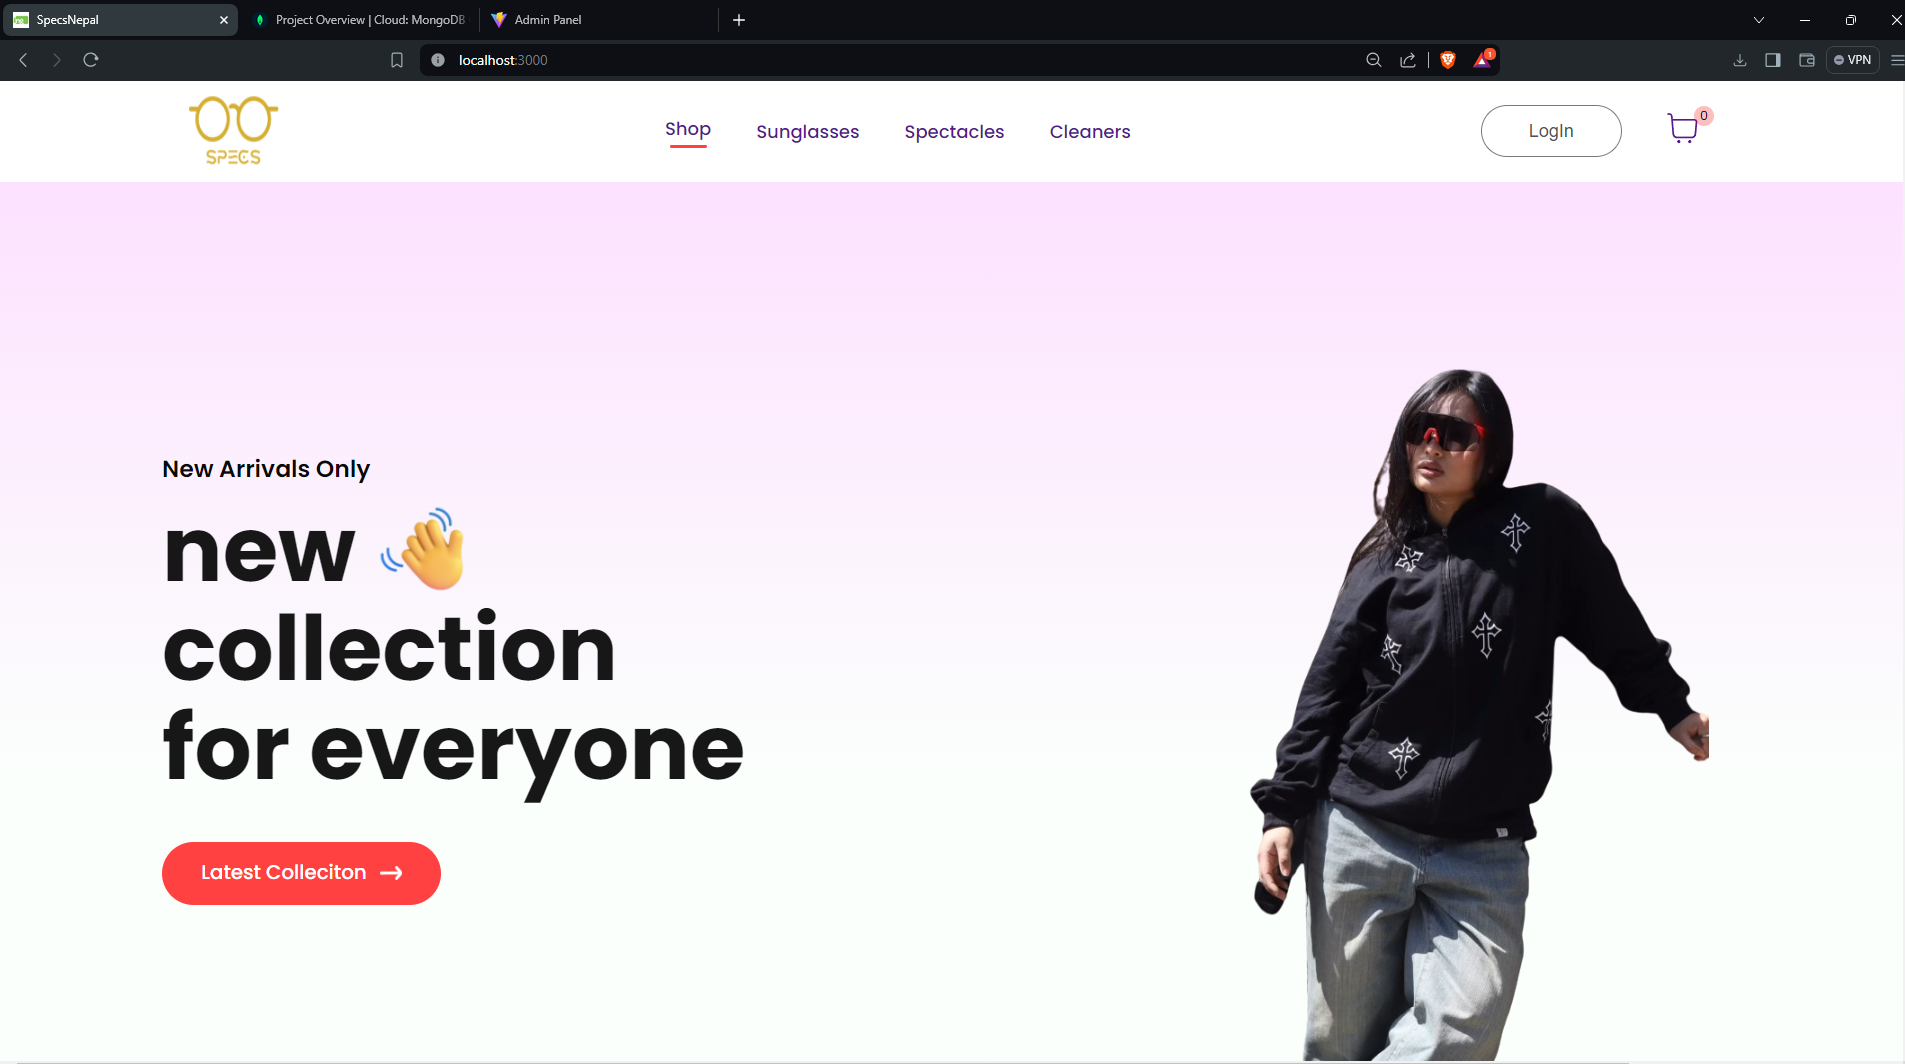 SpecsNepal
Project Overview | Cloud: MongoDB
Admin Panel
localhost:3000
1
VPN
SPECS
Shop
Sunglasses
Spectacles
Cleaners
LogIn
0
New Arrivals Only
new 👋
collection
for everyone
Latest Colleciton →